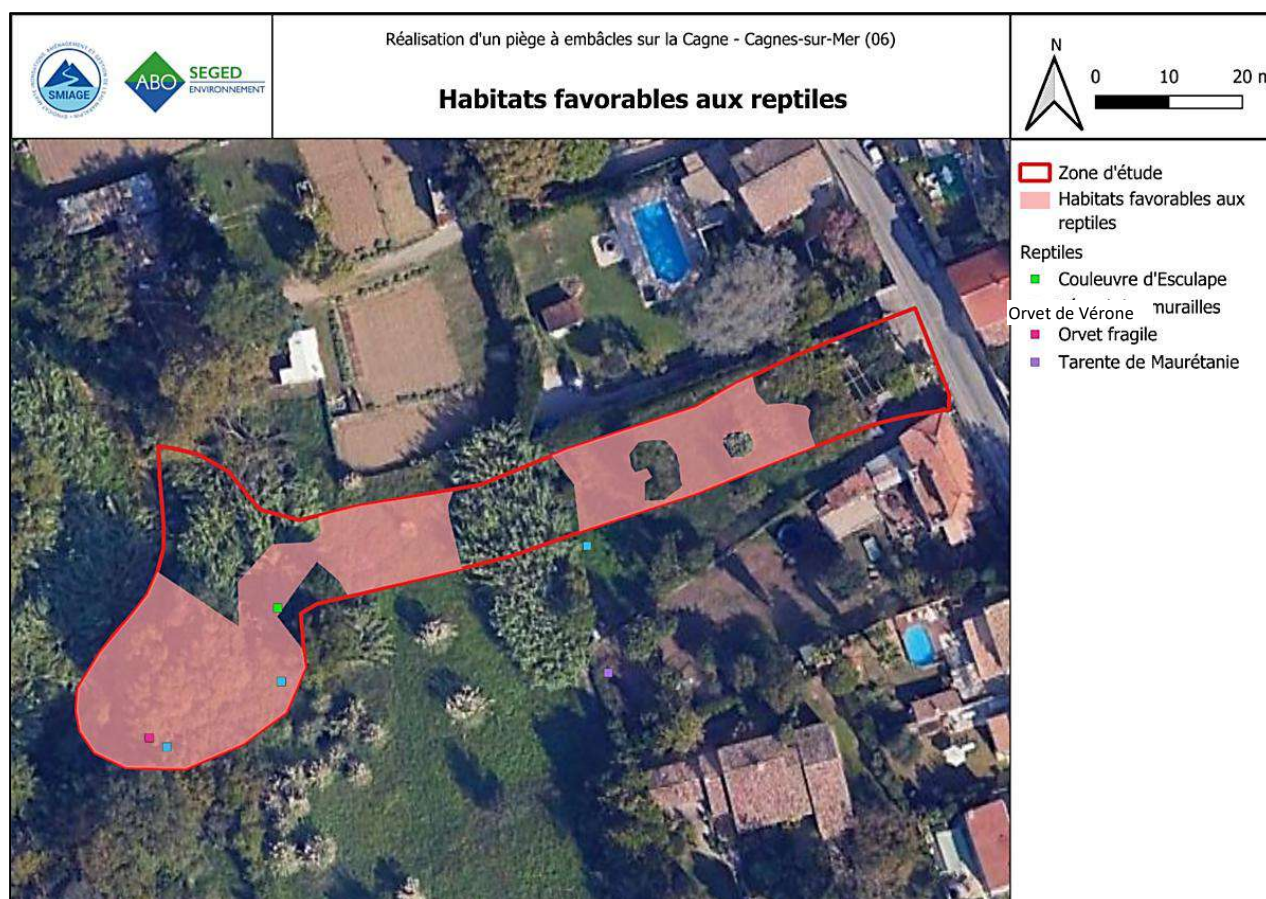 Réalisation d'un piège à embâcles sur la Cagne - Cagnes-sur-Mer (06)
SMIAGE
ABO
SEGED
ENVIRONNEMENT
Habitats favorables aux reptiles
N
0 10 20 m
Zone d'étude
Habitats favorables aux
reptiles
Reptiles
Couleuvre d'Esculape
murailles
Orvet de Vérone
Orvet fragile
Tarente de Maurétanie